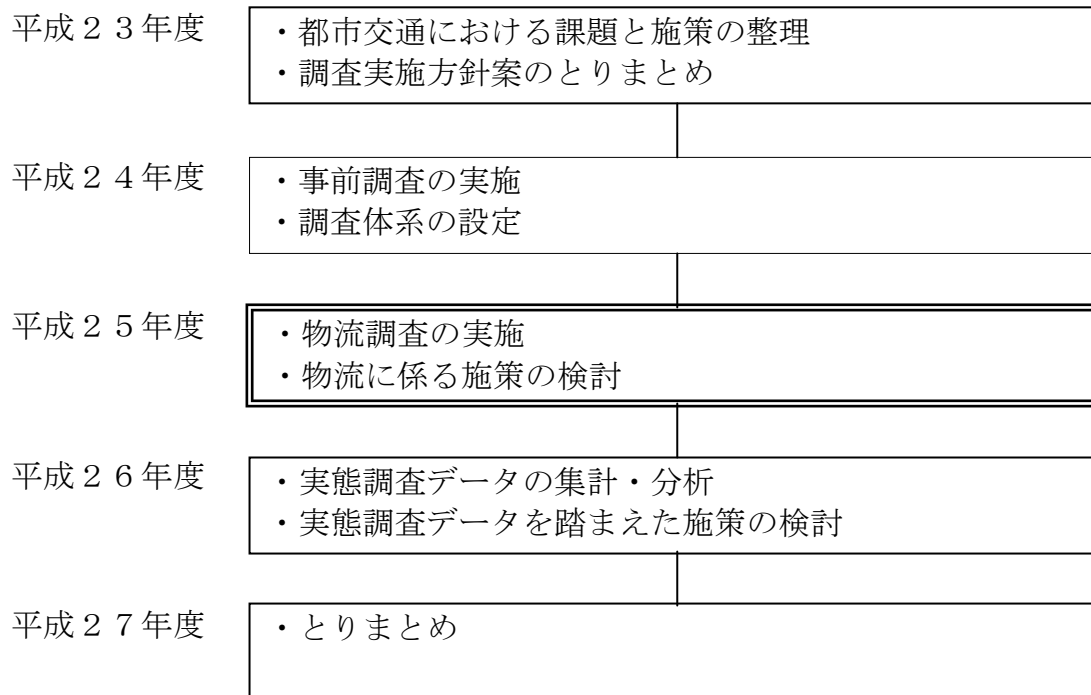 平成２３年度
・都市交通における課題と施策の整理
・調査実施方針案のとりまとめ
平成２４年度
・事前調査の実施
・調査体系の設定
平成２５年度
・物流調査の実施
・物流に係る施策の検討
平成２６年度
・実態調査データの集計・分析
・実態調査データを踏まえた施策の検討
平成２７年度
・とりまとめ